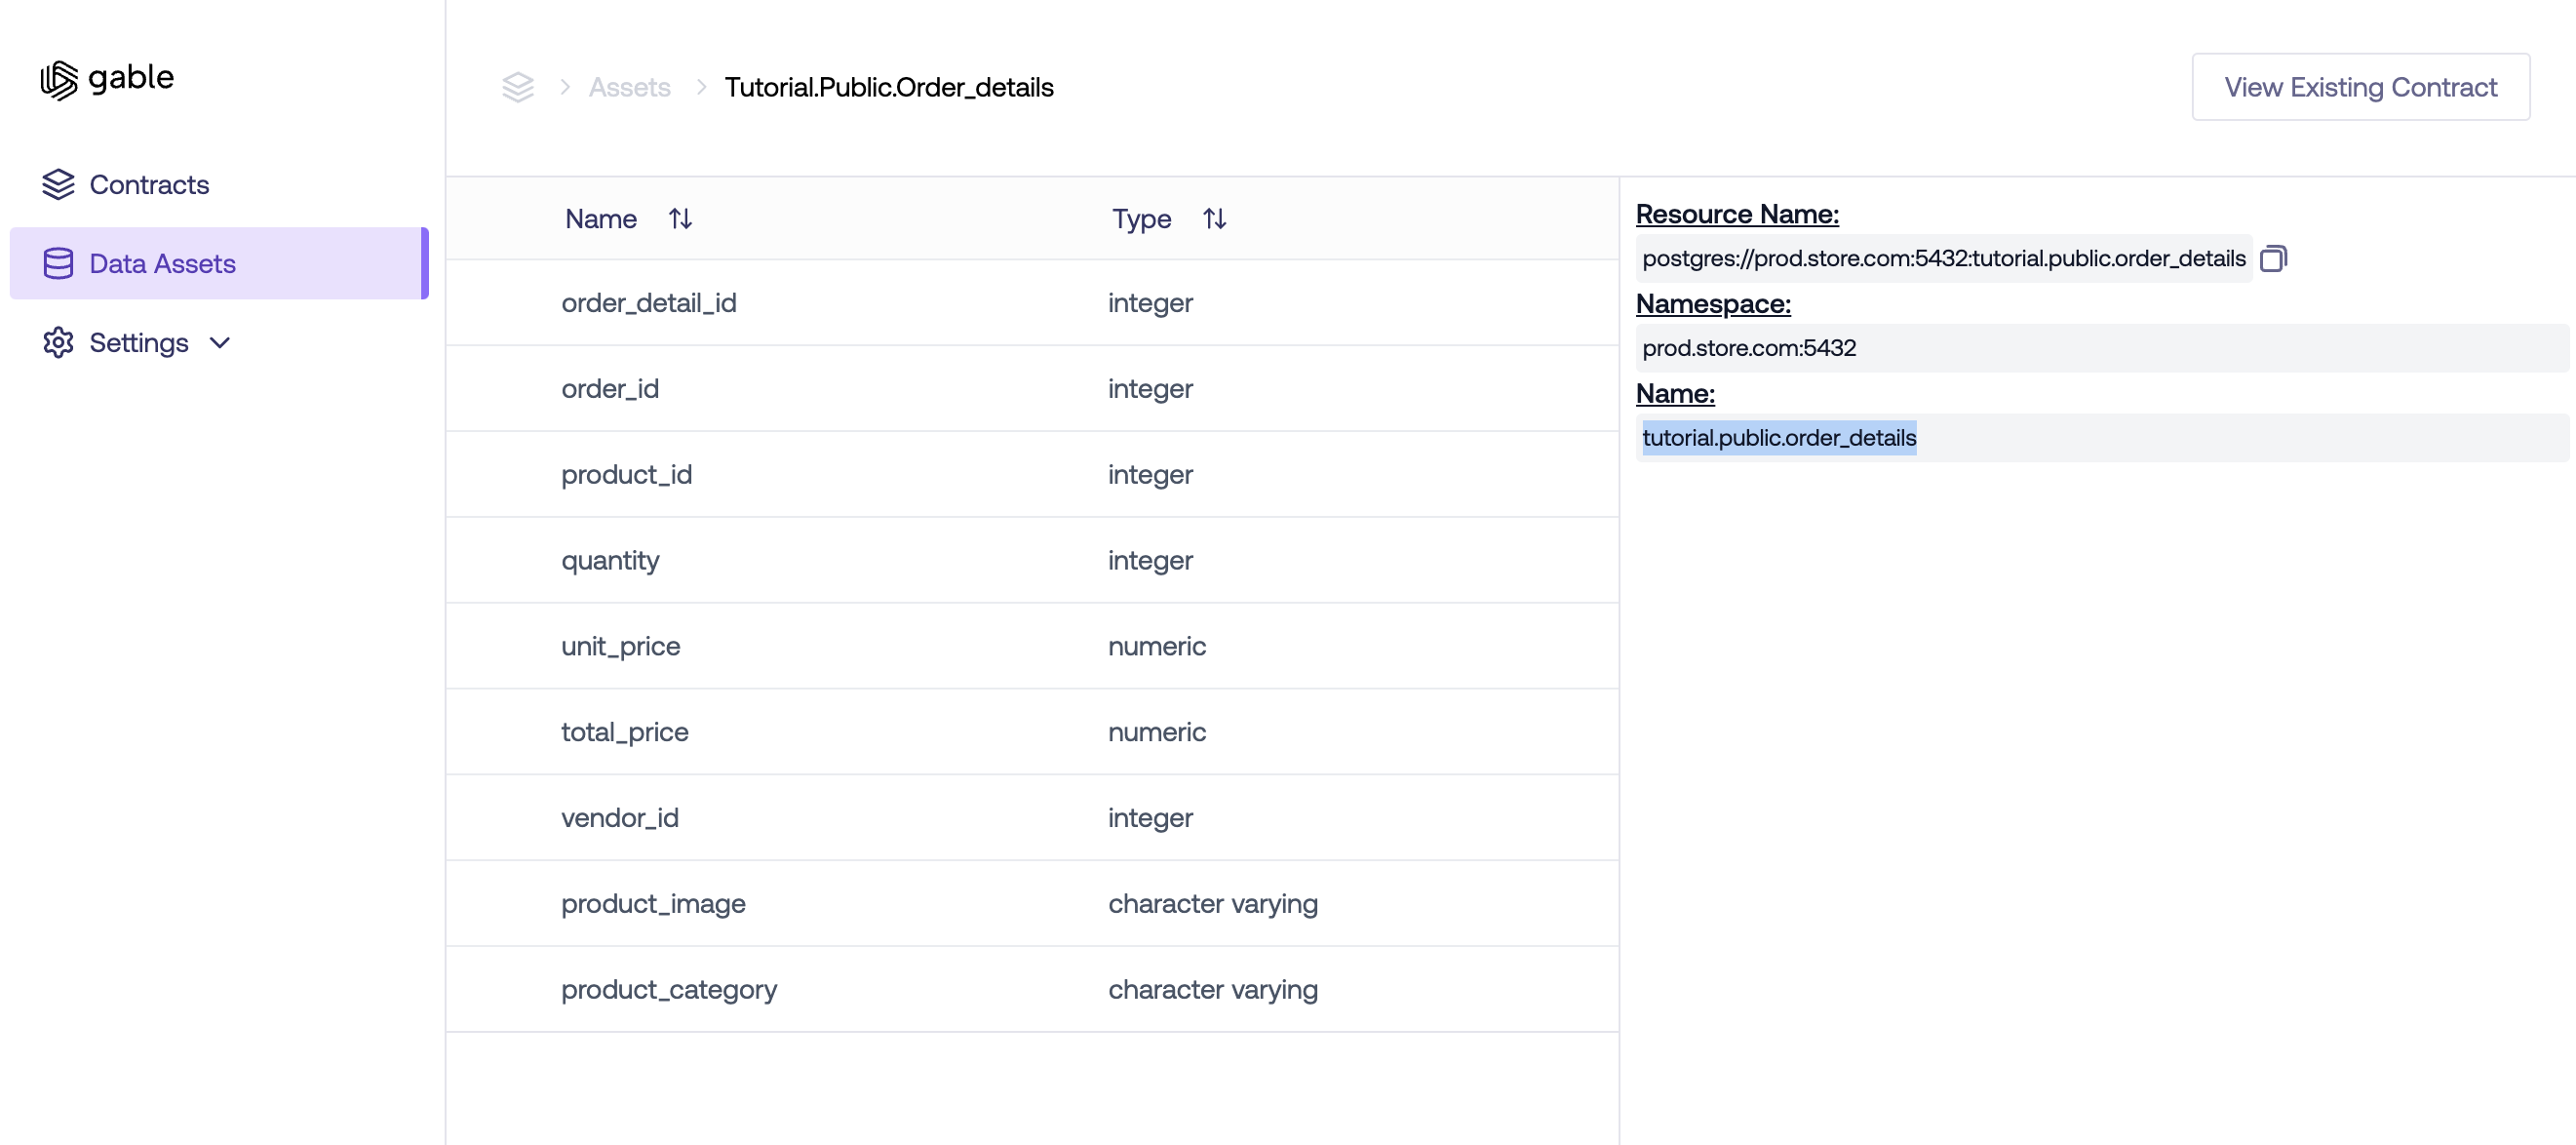 gable
Contracts
Data Assets
Settings
Assets
Tutorial.Public.Order_details
View Existing Contract
Name Type
order_detail_id integer
order_id integer
product_id integer
quantity integer
unit_price numeric
total_price numeric
vendor_id integer
product_image character varying
product_category character varying
Resource Name:
postgres://prod.store.com:5432:tutorial.public.order_details
Namespace:
prod.store.com:5432
Name:
tutorial.public.order_details